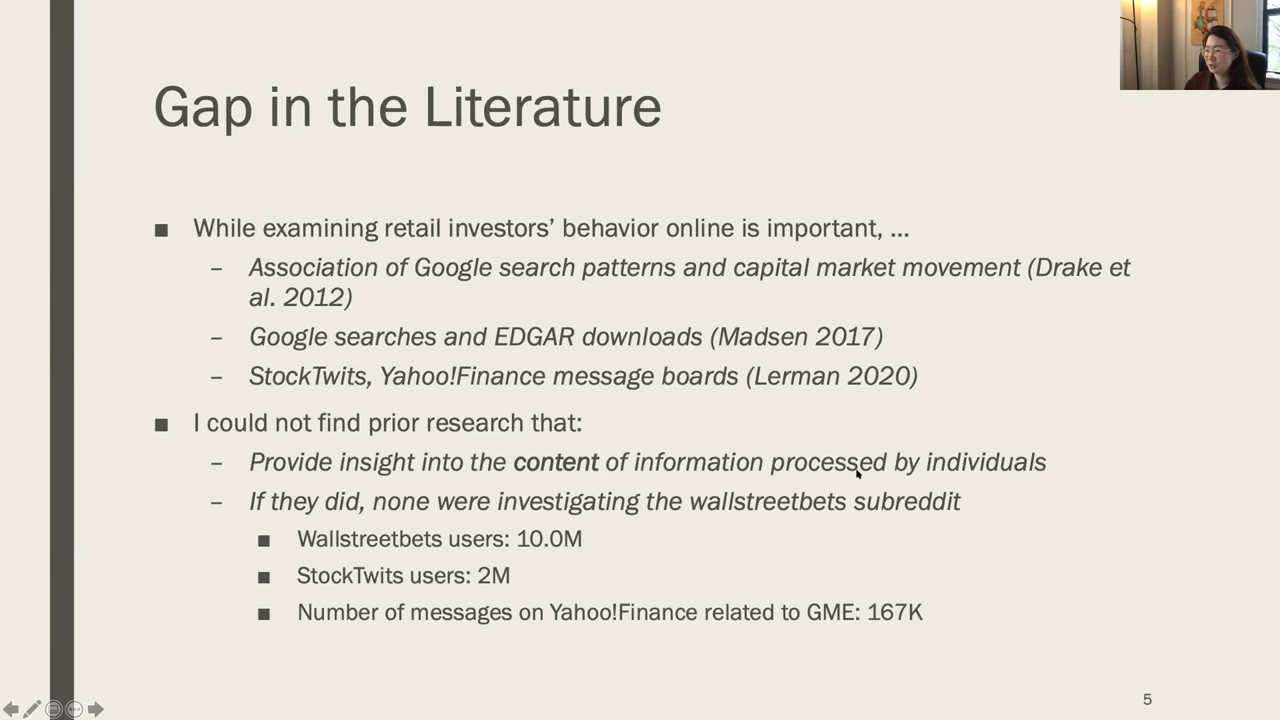 Gap in the Literature
■ While examining retail investors’ behavior online is important, …
– Association of Google search patterns and capital market movement (Drake et
al. 2012)
– Google searches and EDGAR downloads (Madsen 2017)
– StockTwits, Yahoo!Finance message boards (Lerman 2020)
■ I could not find prior research that:
– Provide insight into the content of information processed by individuals
– If they did, none were investigating the wallstreetbets subreddit
■ Wallstreetbets users: 10.0M
■ StockTwits users: 2M
■ Number of messages on Yahoo!Finance related to GME: 167K
5